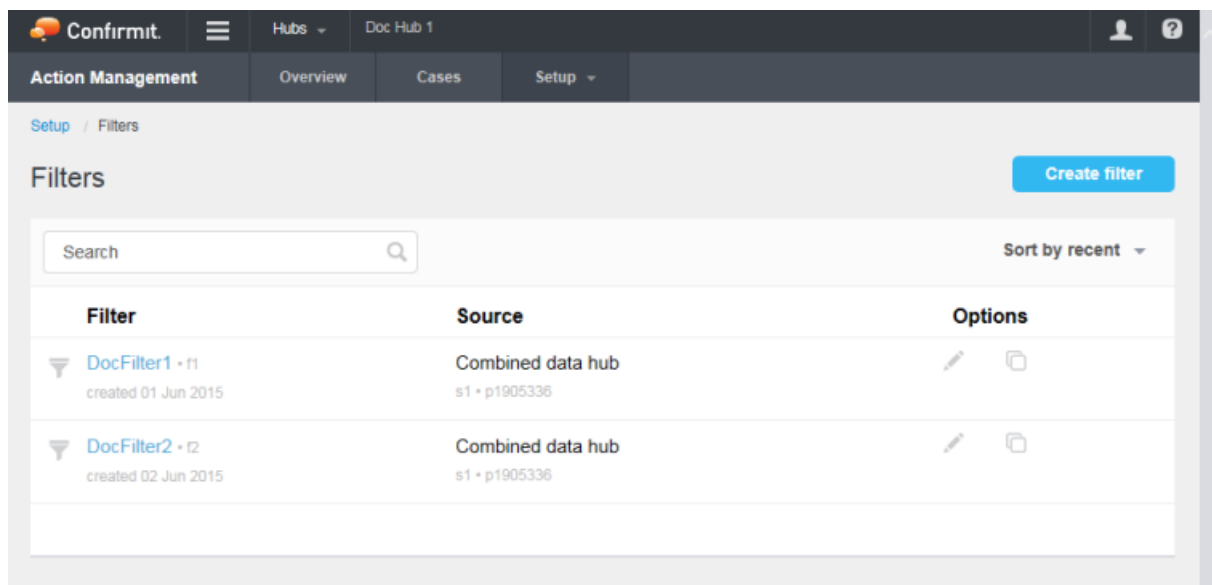 Confirmit. Hubs Doc Hub 1
Action Management Overview Cases Setup
Setup / Filters
Filters
Create filter
Search
Sort by recent
Filter Source Options
DocFilter1 • f1 Combined data hub
created 01 Jun 2015 s1 • p1905336
DocFilter2 • f2 Combined data hub
created 02 Jun 2015 s1 • p1905336